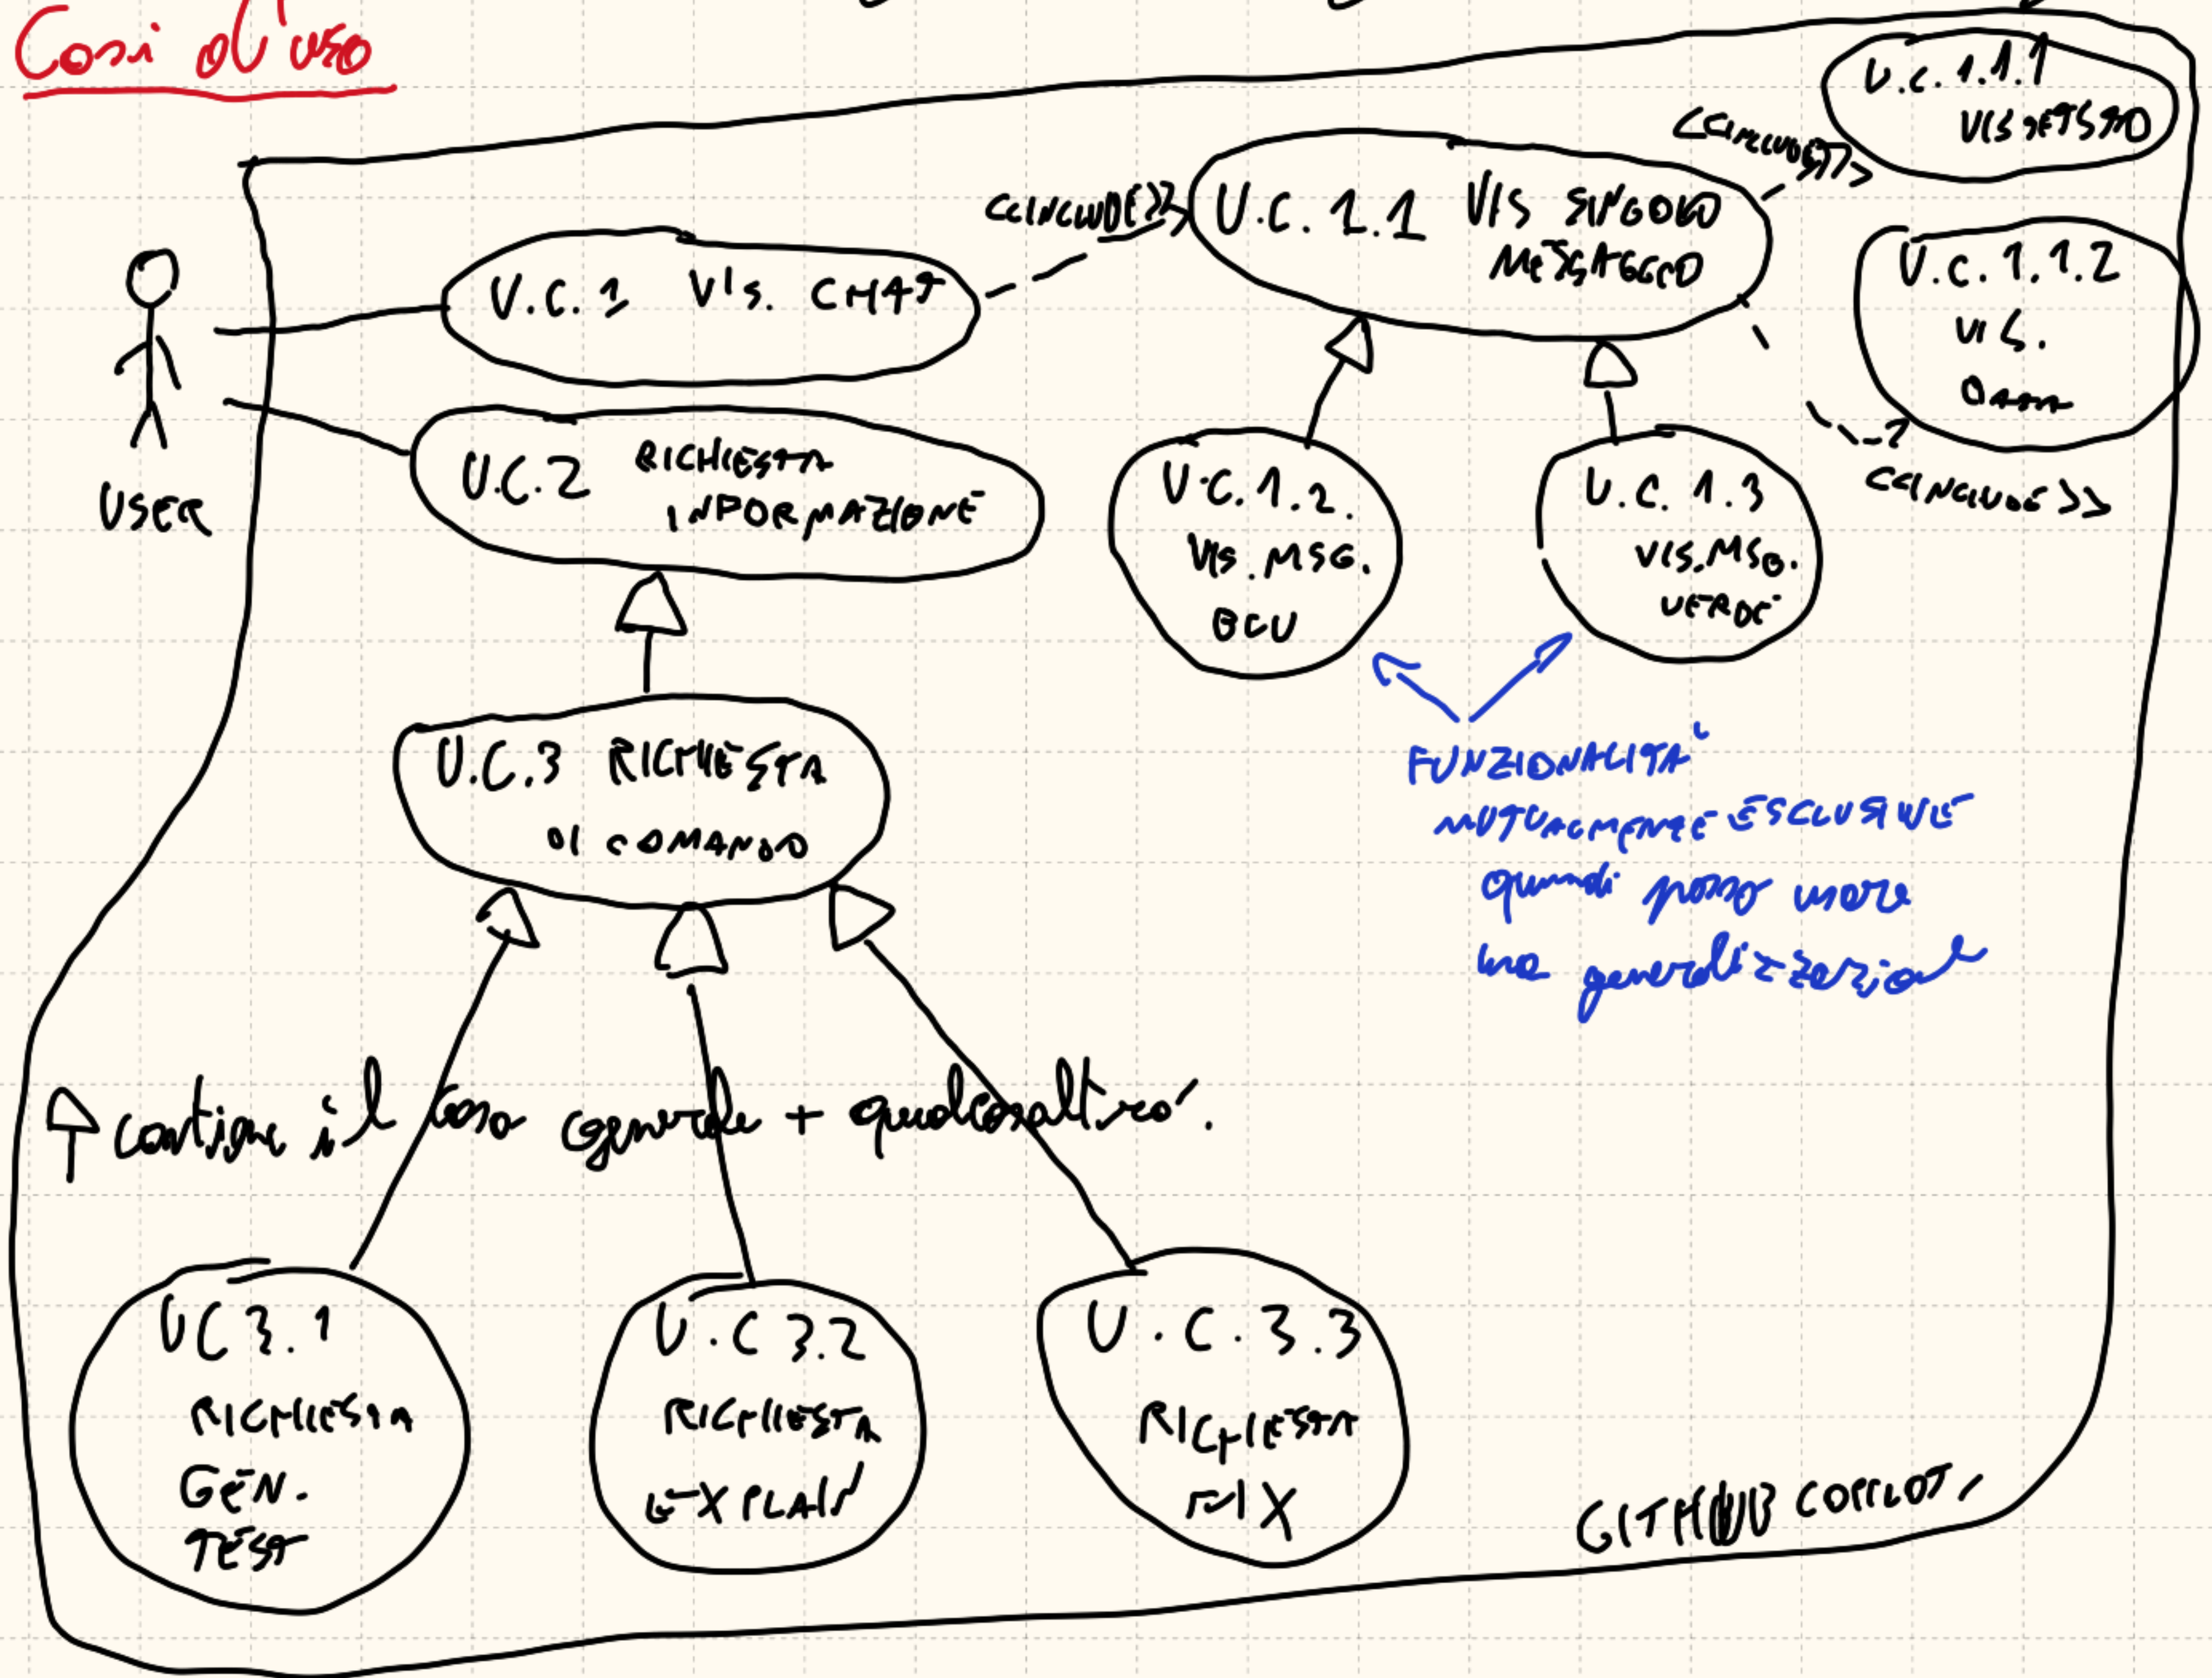 Casi d'uso
U.C. 1.1.1
VIS TESTO
<<INCLUDE>>
U.C. 1.1 VIS SINGOLO
MESSAGGIO
<<INCLUDE>>
U.C. 1.1.2
VIS.
DATA
<<INCLUDE>>
U.C. 1 VIS. CHAT
USER
U.C.2 RICHIESTA
INFORMAZIONE
U.C. 1.2.
VIS. MSG.
BLU
U.C. 1.3
VIS. MSG.
VERDE
FUNZIONALITA'
MUTUALMENTE ESCLUSIVE
quindi posso usare
una generalizzazione
U.C.3 RICHIESTA
DI COMANDO
contiene il caso generale + qualcosaltro.
UC 3.1
RICHIESTA
GEN.
TEST
U.C 3.2
RICHIESTA
EXPLAIN
U.C.3.3
RICHIESTA
FIX
GITHUB COPILOT